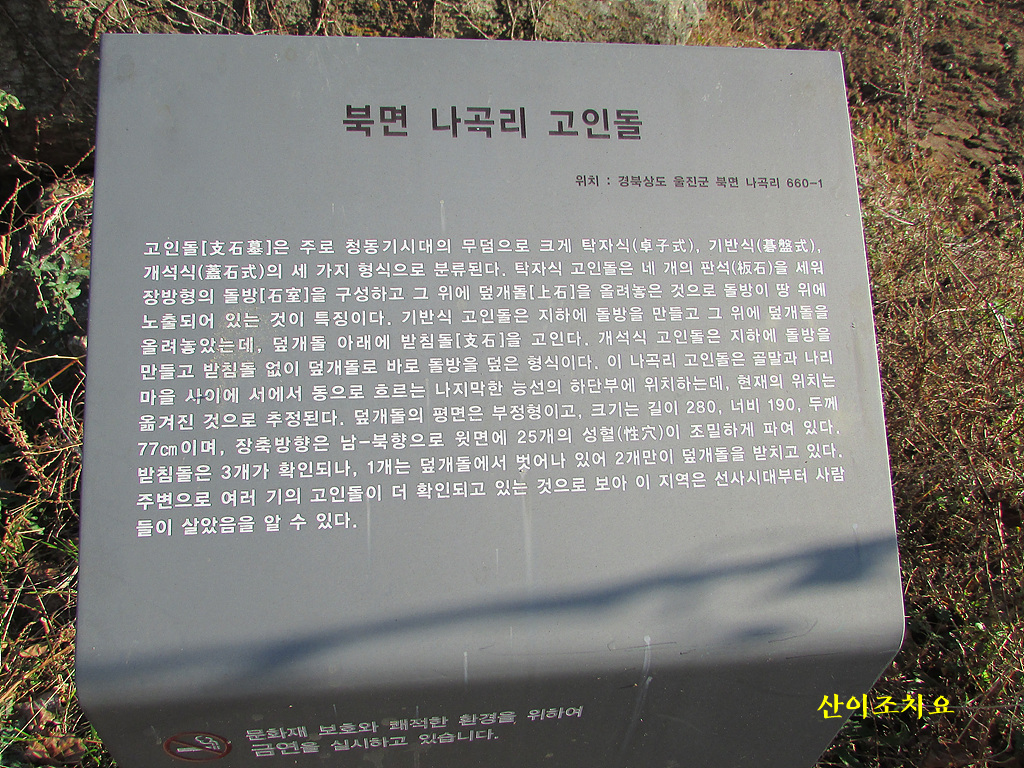 북면 나곡리 고인돌
위치 : 경북상도 울진군 북면 나곡리 660-1
고인돌[支石墓]은 주로 청동기시대의 무덤으로 크게 탁자식(卓子式), 기반식(碁盤式),
개석식(蓋石式)의 세 가지 형식으로 분류된다. 탁자식 고인돌은 네 개의 판석(板石)을 세워
장방형의 돌방[石室]을 구성하고 그 위에 덮개돌[上石]을 올려놓은 것으로 돌방이 땅 위에
노출되어 있는 것이 특징이다. 기반식 고인돌은 지하에 돌방을 만들고 그 위에 덮개돌을
올려놓았는데, 덮개돌 아래에 받침돌[支石]을 고인다. 개석식 고인돌은 지하에 돌방을
만들고 받침돌 없이 덮개돌로 바로 돌방을 덮은 형식이다. 이 나곡리 고인돌은 골말과 나리
마을 사이에 서에서 동으로 흐르는 나지막한 능선의 하단부에 위치하는데, 현재의 위치는
옮겨진 것으로 추정된다. 덮개돌의 평면은 부정형이고, 크기는 길이 280, 너비 190, 두께
77㎝이며, 장축방향은 남-북향으로 윗면에 25개의 성혈(性穴)이 조밀하게 파여 있다.
받침돌은 3개가 확인되나, 1개는 덮개돌에서 벗어나 있어 2개만이 덮개돌을 받치고 있다.
주변으로 여러 기의 고인돌이 더 확인되고 있는 것으로 보아 이 지역은 선사시대부터 사람
들이 살았음을 알 수 있다.
문화재 보호와 쾌적한 환경을 위하여
금연을 실시하고 있습니다.
산이조치요